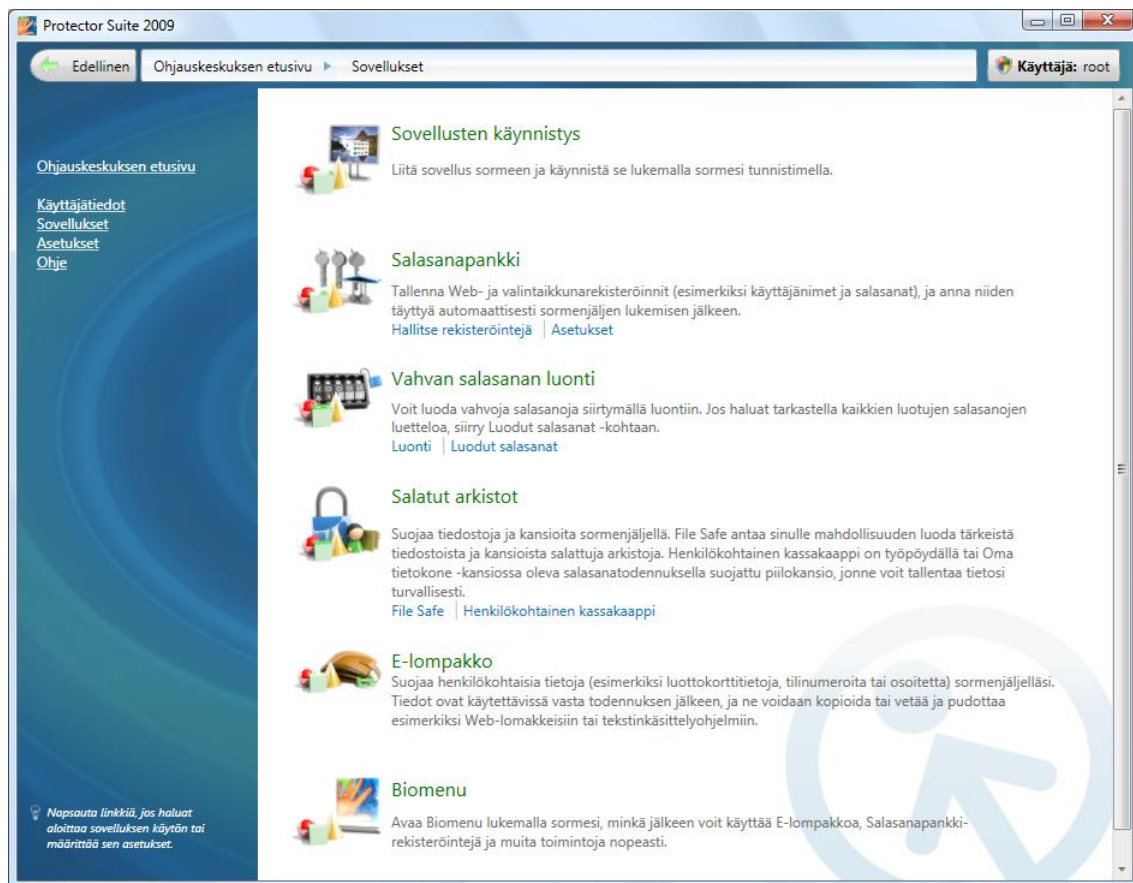 Protector Suite 2009
Edellinen
Ohjauskeskuksen etusivu
Sovellukset
Käyttäjä: root
Ohjauskeskuksen etusivu
Käyttäjätiedot
Sovellukset
Asetukset
Ohje
Sovellusten käynnistys
Liitä sovellus sormeen ja käynnistä se lukemalla sormesi tunnistimella.
Salasanapankki
Tallenna Web- ja valintaikkunarekisteröinnit (esimerkiksi käyttäjänimet ja salasanat), ja anna niiden
täyttyä automaattisesti sormenjäljen lukemisen jälkeen.
Hallitse rekisteröintejä | Asetukset
Vahvan salasanan luonti
Voit luoda vahvoja salasanoja siirtymällä luontiin. Jos haluat tarkastella kaikkien luotujen salasanojen
luetteloa, siirry Luodut salasanat -kohtaan.
Luonti | Luodut salasanat
Salatut arkistot
Suojaa tiedostoja ja kansioita sormenjäljellä. File Safe antaa sinulle mahdollisuuden luoda tärkeistä
tiedostoista ja kansioista salattuja arkistoja. Henkilökohtainen kassakaappi on työpöydällä tai Oma
tietokone -kansiossa oleva salasanatodennuksella suojattu piilokansio, jonne voit tallentaa tietosi
turvallisesti.
File Safe | Henkilökohtainen kassakaappi
E-lompakko
Suojaa henkilökohtaisia tietoja (esimerkiksi luottokorttitietoja, tilinumeroita tai osoitetta) sormenjäljelläsi.
Tiedot ovat käytettävissä vasta todennuksen jälkeen, ja ne voidaan kopioida tai vetää ja pudottaa
esimerkiksi Web-lomakkeisiin tai tekstinkäsittelyohjelmiin.
Biomenu
Avaa Biomenu lukemalla sormesi, minkä jälkeen voit käyttää E-lompakkoa, Salasanapankki-
rekisteröintejä ja muita toimintoja nopeasti.
Napsauta linkkiä, jos haluat
aloittaa sovelluksen käytön tai
määrittää sen asetukset.